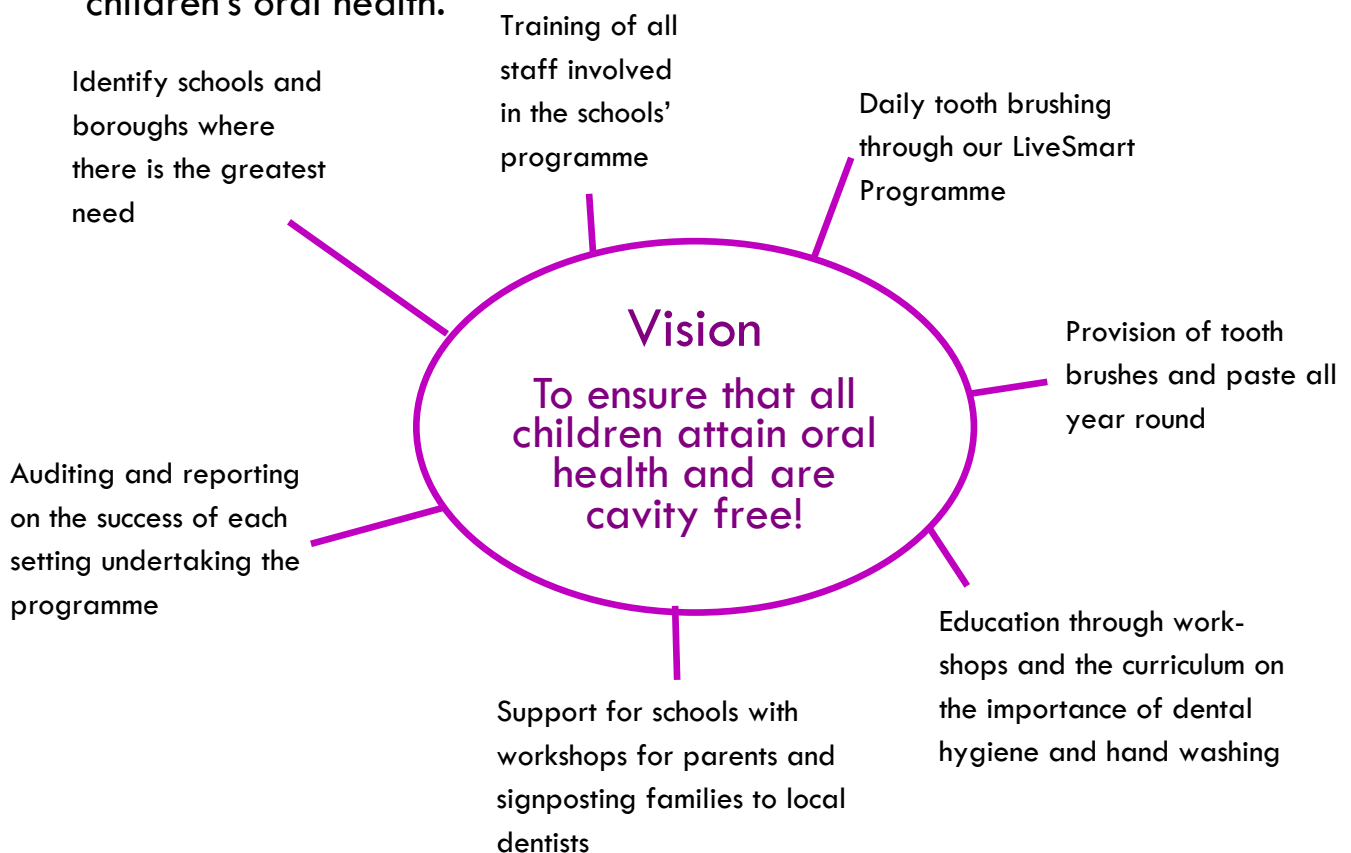 children's oral health.
Identify schools and
boroughs where
there is the greatest
need
Training of all
staff involved
in the schools'
programme
Daily tooth brushing
through our LiveSmart
Programme
Vision
To ensure that all
children attain oral
health and are
cavity free!
Provision of tooth
brushes and paste all
year round
Auditing and reporting
on the success of each
setting undertaking the
programme
Support for schools with
workshops for parents and
signposting families to local
dentists
Education through work-
shops and the curriculum on
the importance of dental
hygiene and hand washing